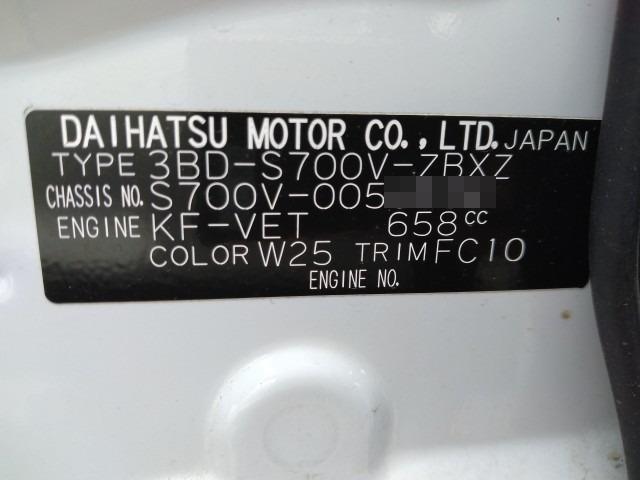 DAIHATSU MOTOR CO.,LTD. JAPAN
TYPE 3BD-S700V-ZBXZ
CHASSIS NO. S700V-005
ENGINE KF-VET 658cc
COLOR W25 TRIM FC10
ENGINE NO.